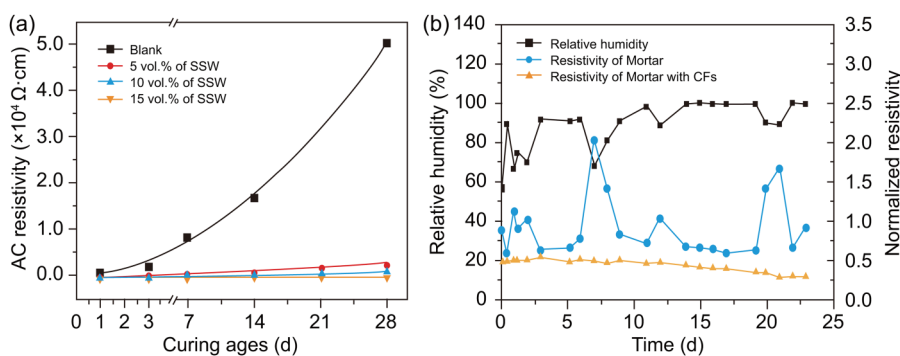 (a)
AC resistivity (×10⁴ Ω·cm)
5.0
4.0
3.0
2.0
1.0
0.0
Blank
5 vol.% of SSW
10 vol.% of SSW
15 vol.% of SSW
0 1 2 3 7 14 21 28
Curing ages (d)
(b)
Relative humidity (%)
140
120
100
80
60
40
20
0
Relative humidity
Resistivity of Mortar
Resistivity of Mortar with CFs
3.5
3.0
2.5
2.0
1.5
1.0
0.5
0.0
Normalized resistivity
0 5 10 15 20 25
Time (d)